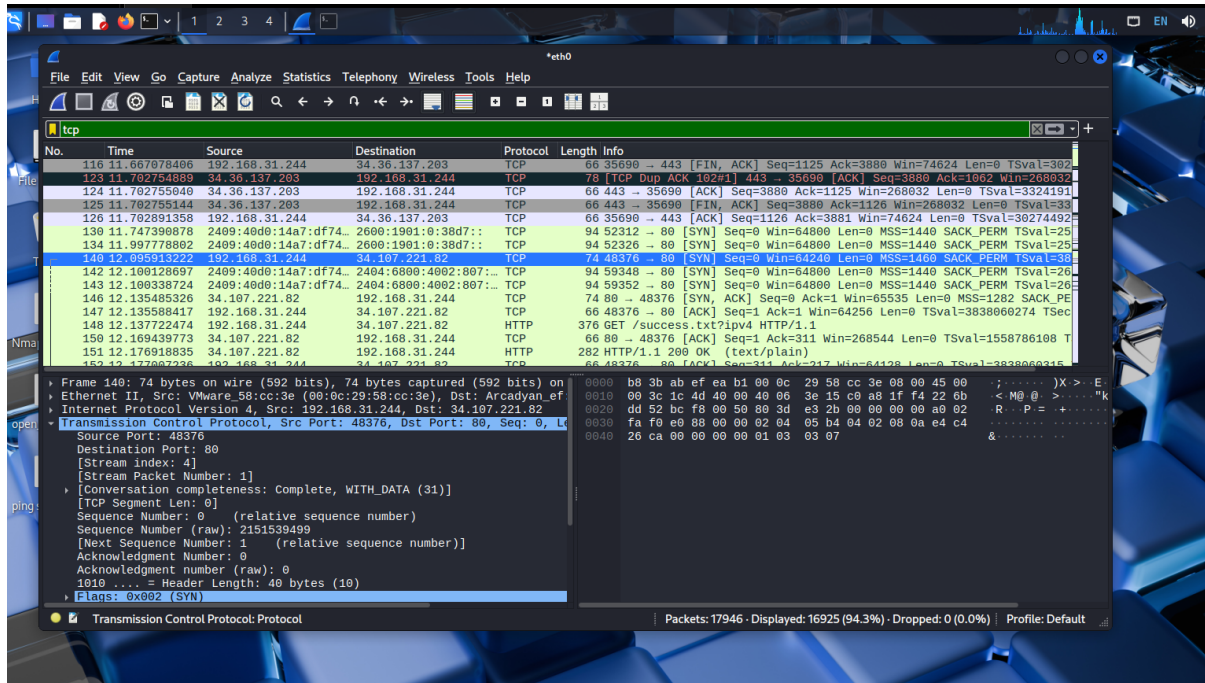 1 2 3 4
EN
*eth0
File Edit View Go Capture Analyze Statistics Telephony Wireless Tools Help
tcp
No. Time Source Destination Protocol Length Info
116 11.667078406 192.168.31.244 34.36.137.203 TCP 66 35690 → 443 [FIN, ACK] Seq=1125 Ack=3880 Win=74624 Len=0 TSval=302
123 11.702754889 34.36.137.203 192.168.31.244 TCP 78 [TCP Dup ACK 102#1] 443 → 35690 [ACK] Seq=3880 Ack=1062 Win=268032
124 11.702755040 34.36.137.203 192.168.31.244 TCP 66 443 → 35690 [ACK] Seq=3880 Ack=1125 Win=268032 Len=0 TSval=3324191
125 11.702755144 34.36.137.203 192.168.31.244 TCP 66 443 → 35690 [FIN, ACK] Seq=3880 Ack=1126 Win=268032 Len=0 TSval=33
126 11.702891358 192.168.31.244 34.36.137.203 TCP 66 35690 → 443 [ACK] Seq=1126 Ack=3881 Win=74624 Len=0 TSval=30274492
130 11.747390878 2409:40d0:14a7:df74… 2600:1901:0:38d7:: TCP 94 52312 → 80 [SYN] Seq=0 Win=64800 Len=0 MSS=1440 SACK_PERM TSval=25
134 11.997778802 2409:40d0:14a7:df74… 2600:1901:0:38d7:: TCP 94 52326 → 80 [SYN] Seq=0 Win=64800 Len=0 MSS=1440 SACK_PERM TSval=25
140 12.095913222 192.168.31.244 34.107.221.82 TCP 74 48376 → 80 [SYN] Seq=0 Win=64240 Len=0 MSS=1460 SACK_PERM TSval=38
142 12.100128697 2409:40d0:14a7:df74… 2404:6800:4002:807:… TCP 94 59348 → 80 [SYN] Seq=0 Win=64800 Len=0 MSS=1440 SACK_PERM TSval=26
143 12.100338724 2409:40d0:14a7:df74… 2404:6800:4002:807:… TCP 94 59352 → 80 [SYN] Seq=0 Win=64800 Len=0 MSS=1440 SACK_PERM TSval=26
146 12.135485326 34.107.221.82 192.168.31.244 TCP 74 80 → 48376 [SYN, ACK] Seq=0 Ack=1 Win=65535 Len=0 MSS=1282 SACK_PE
147 12.135588417 192.168.31.244 34.107.221.82 TCP 66 48376 → 80 [ACK] Seq=1 Ack=1 Win=64256 Len=0 TSval=3838060274 TSec
148 12.137722474 192.168.31.244 34.107.221.82 HTTP 376 GET /success.txt?ipv4 HTTP/1.1
150 12.169439773 34.107.221.82 192.168.31.244 TCP 66 80 → 48376 [ACK] Seq=1 Ack=311 Win=268544 Len=0 TSval=1558786108 T
151 12.176918835 34.107.221.82 192.168.31.244 HTTP 282 HTTP/1.1 200 OK (text/plain)
152 12.177007236 192.168.31.244 34.107.221.82 TCP 66 48376 → 80 [ACK] Seq=311 Ack=217 Win=64128 Len=0 TSval=3838060315
Frame 140: 74 bytes on wire (592 bits), 74 bytes captured (592 bits) on
Ethernet II, Src: VMware_58:cc:3e (00:0c:29:58:cc:3e), Dst: Arcadyan_ef:
Internet Protocol Version 4, Src: 192.168.31.244, Dst: 34.107.221.82
Transmission Control Protocol, Src Port: 48376, Dst Port: 80, Seq: 0, Le
Source Port: 48376
Destination Port: 80
[Stream index: 4]
[Stream Packet Number: 1]
[Conversation completeness: Complete, WITH_DATA (31)]
[TCP Segment Len: 0]
Sequence Number: 0 (relative sequence number)
Sequence Number (raw): 2151539499
[Next Sequence Number: 1 (relative sequence number)]
Acknowledgment Number: 0
Acknowledgment number (raw): 0
1010 .... = Header Length: 40 bytes (10)
Flags: 0x002 (SYN)
0000 b8 3b ab ef ea b1 00 0c 29 58 cc 3e 08 00 45 00 ·;······ )X·>··E·
0010 00 3c 1c 4d 40 00 40 06 3e 15 c0 a8 1f f4 22 6b ·<·M@·@· >·····"k
0020 dd 52 bc f8 00 50 80 3d e3 2b 00 00 00 00 a0 02 ·R···P·= ·+······
0030 fa f0 e0 88 00 00 02 04 05 b4 04 02 08 0a e4 c4 ········ ········
0040 26 ca 00 00 00 00 01 03 03 07 &······· ··
Transmission Control Protocol: Protocol
Packets: 17946 · Displayed: 16925 (94.3%) · Dropped: 0 (0.0%)
Profile: Default
H
File
T
Nma
open
ping